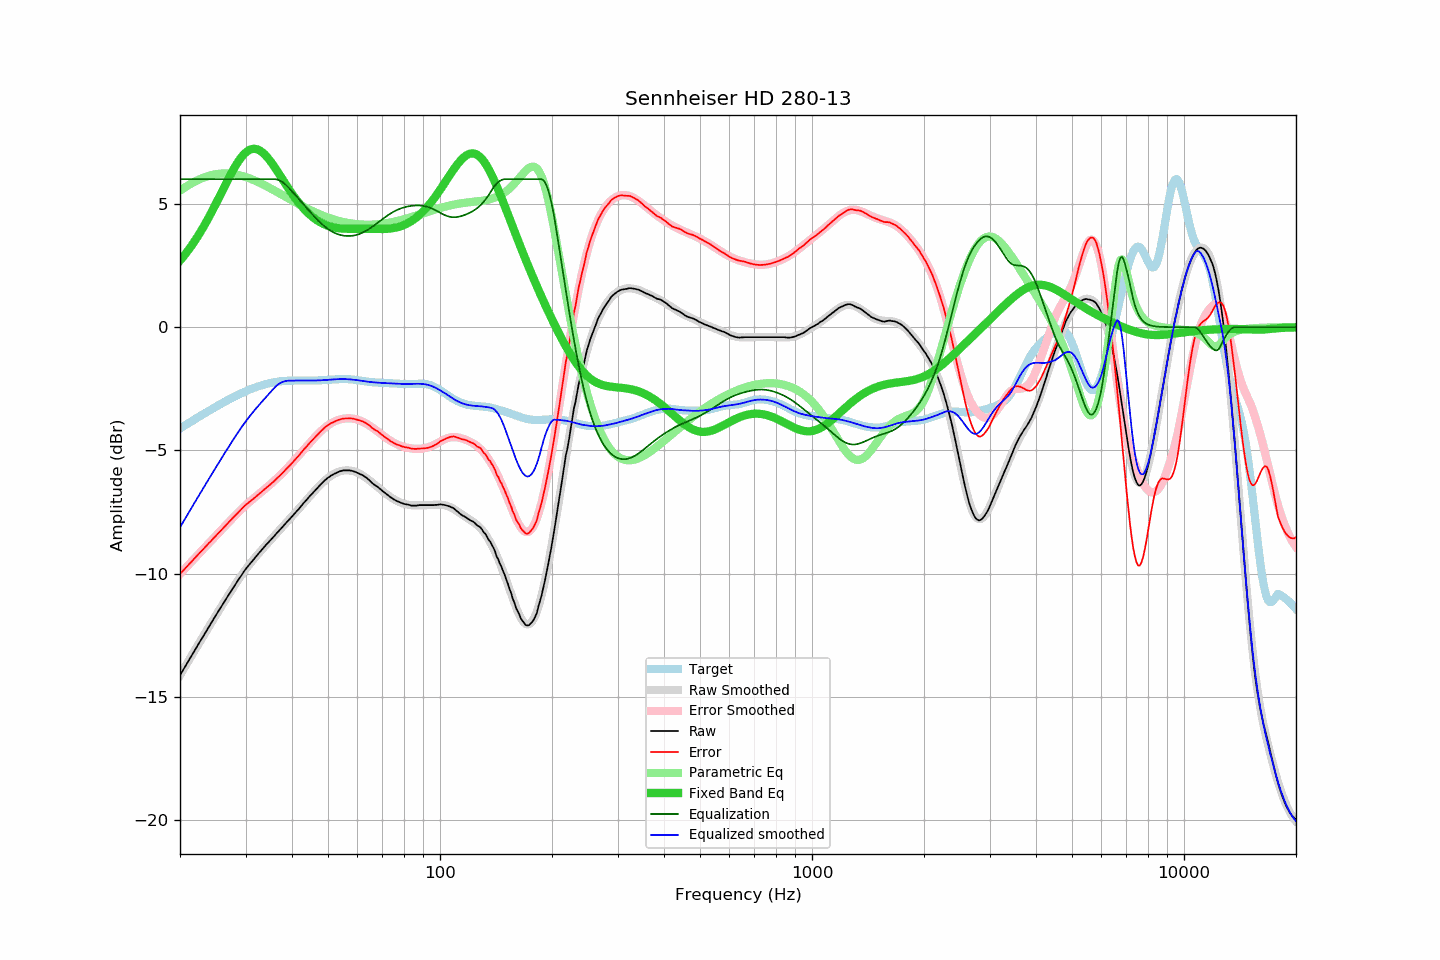 Sennheiser HD 280-13
Amplitude (dBr)
5
0
−5
−10
−15
−20
Target
Raw Smoothed
Error Smoothed
Raw
Error
Parametric Eq
Fixed Band Eq
Equalization
Equalized smoothed
100
1000
10000
Frequency (Hz)